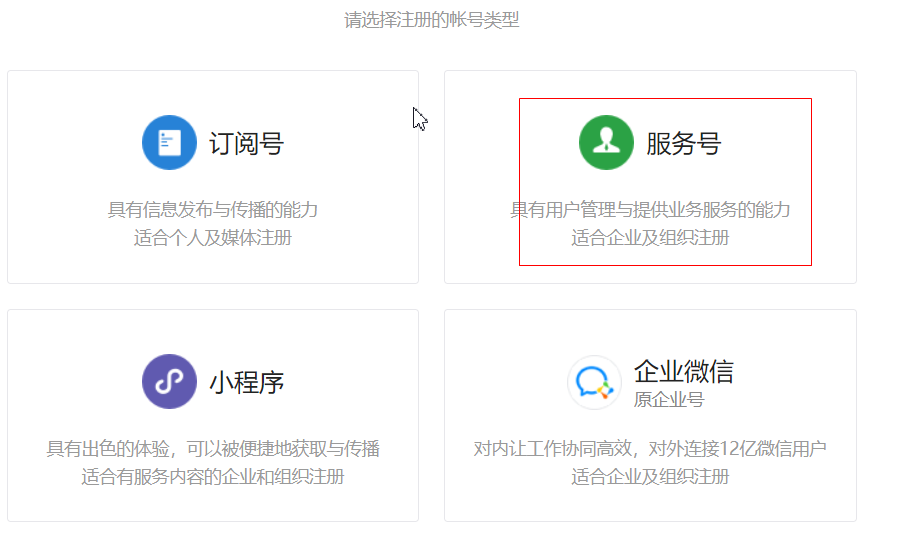 请选择注册的帐号类型
订阅号
具有信息发布与传播的能力
适合个人及媒体注册
服务号
具有用户管理与提供业务服务的能力
适合企业及组织注册
小程序
具有出色的体验，可以被便捷地获取与传播
适合有服务内容的企业和组织注册
企业微信
原企业号
对内让工作协同高效，对外连接12亿微信用户
适合企业及组织注册